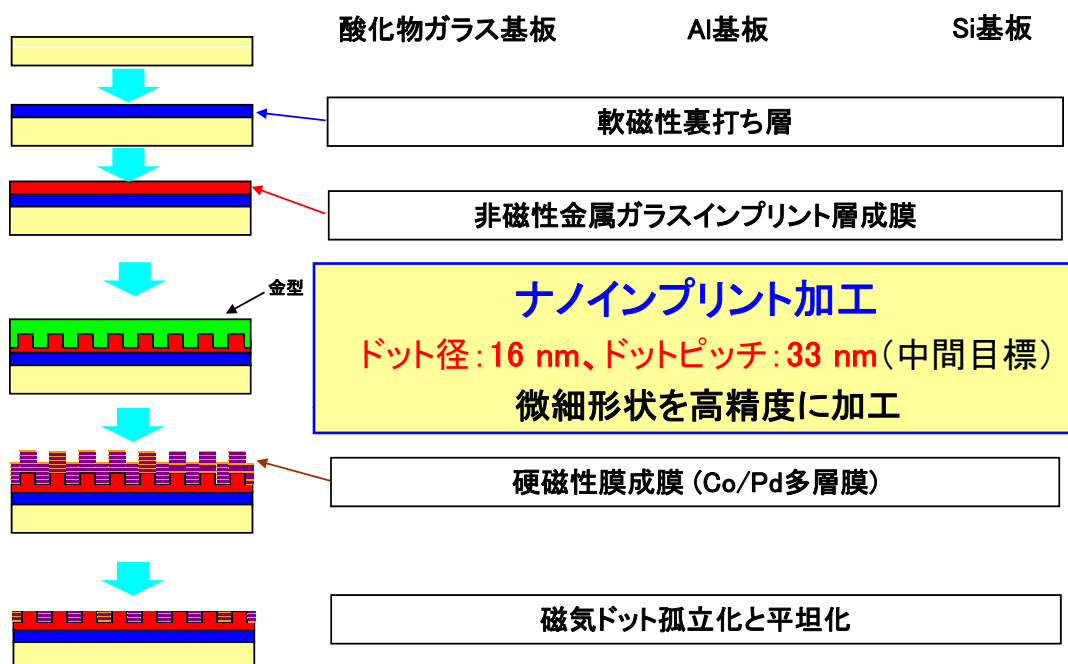 酸化物ガラス基板 Al基板 Si基板
軟磁性裏打ち層
非磁性金属ガラスインプリント層成膜
金型
ナノインプリント加工
ドット径:16 nm、ドットピッチ:33 nm(中間目標)
微細形状を高精度に加工
硬磁性膜成膜 (Co/Pd多層膜)
磁気ドット孤立化と平坦化